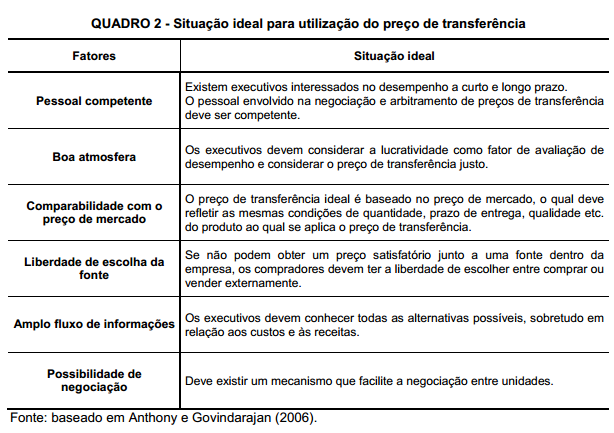 QUADRO 2 - Situação ideal para utilização do preço de transferência
Fatores
Situação ideal
Pessoal competente
Existem executivos interessados no desempenho a curto e longo prazo.
O pessoal envolvido na negociação e arbitramento de preços de transferência
deve ser competente.
Boa atmosfera
Os executivos devem considerar a lucratividade como fator de avaliação de
desempenho e considerar o preço de transferência justo.
Comparabilidade com o
preço de mercado
O preço de transferência ideal é baseado no preço de mercado, o qual deve
refletir as mesmas condições de quantidade, prazo de entrega, qualidade etc.
do produto ao qual se aplica o preço de transferência.
Liberdade de escolha da
fonte
Se não podem obter um preço satisfatório junto a uma fonte dentro da
empresa, os compradores devem ter a liberdade de escolher entre comprar ou
vender externamente.
Amplo fluxo de informações
Os executivos devem conhecer todas as alternativas possíveis, sobretudo em
relação aos custos e às receitas.
Possibilidade de
negociação
Deve existir um mecanismo que facilite a negociação entre unidades.
Fonte: baseado em Anthony e Govindarajan (2006).